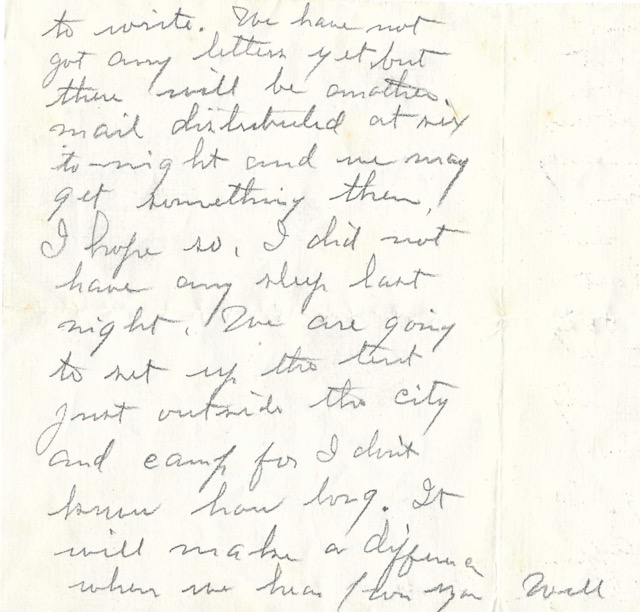 to write. We have not
got any letters yet, but
there will be another
mail distributed at six
to-night and we may
get something then.
I hope so. I did not
have any sleep last
night. We are going
to set up the tent
just outside the city
and camp for I don't
know how long. It
will make a difference
when we hear from you Will